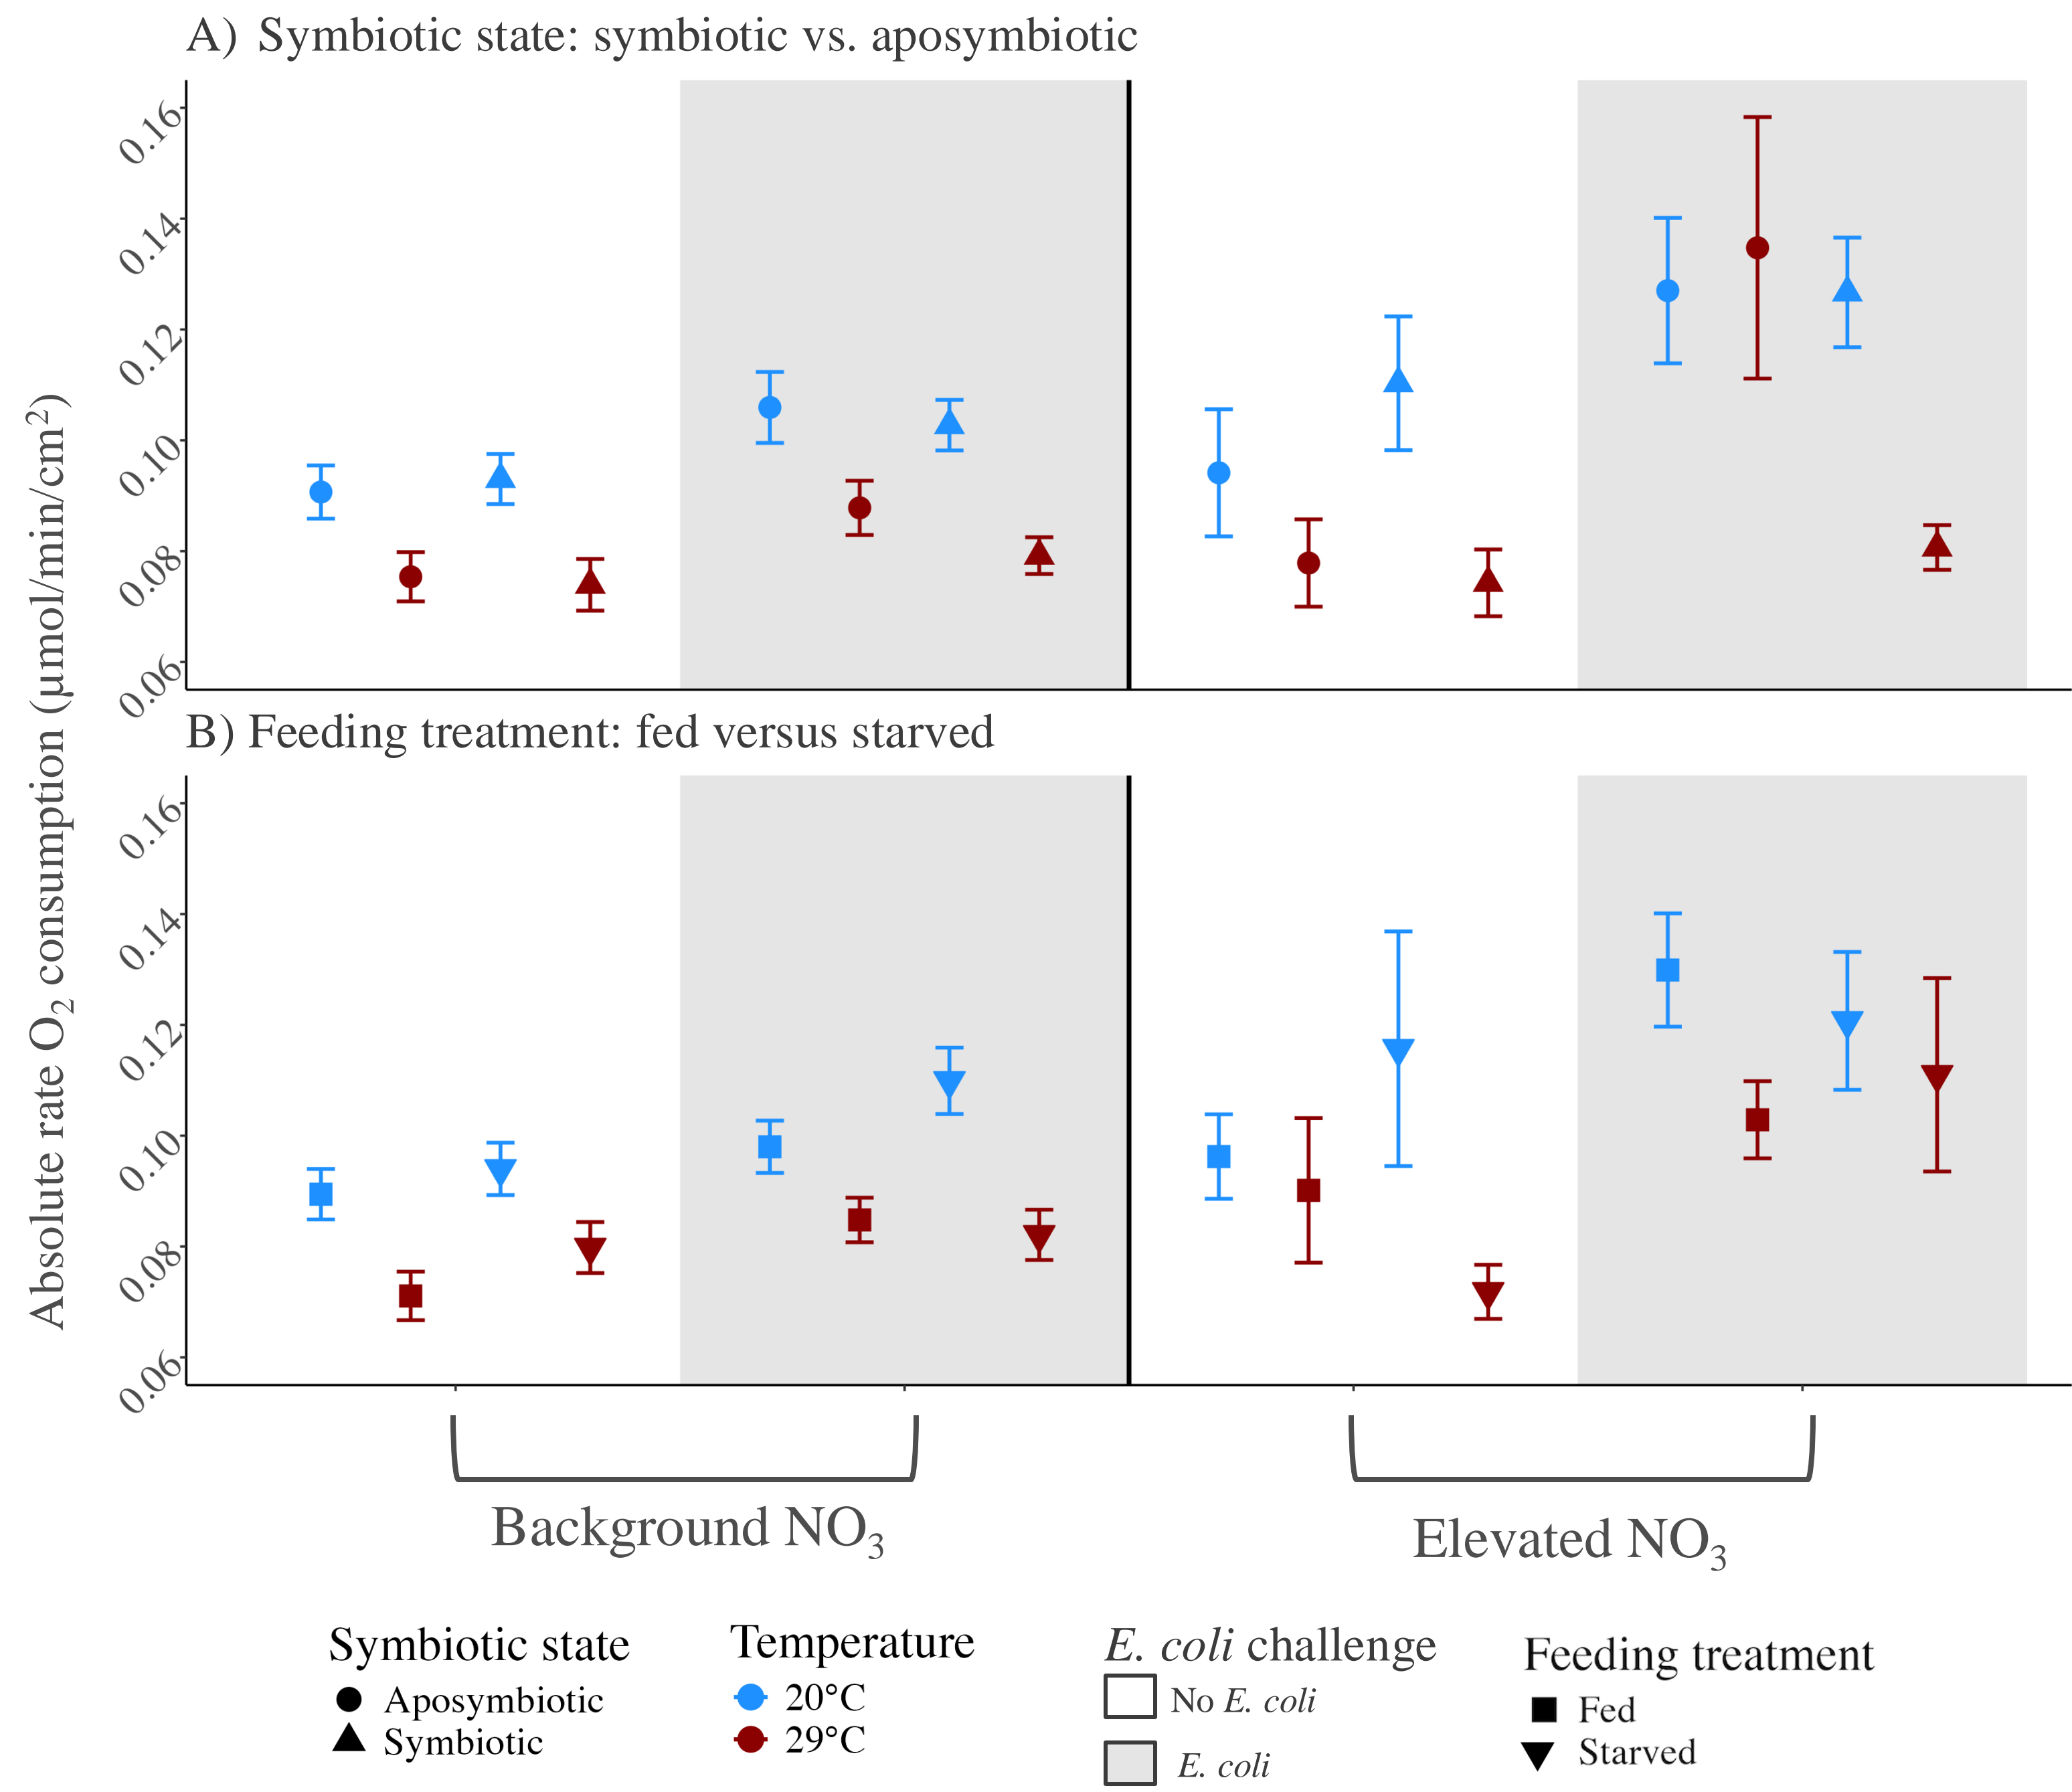 A) Symbiotic state: symbiotic vs. aposymbiotic
0.16
0.14
0.12
0.10
0.08
0.06
Absolute rate O₂ consumption (µmol/min/cm²)
B) Feeding treatment: fed versus starved
0.16
0.14
0.12
0.10
0.08
0.06
Background NO₃
Elevated NO₃
Symbiotic state
Aposymbiotic
Symbiotic
Temperature
20°C
29°C
E. coli challenge
No E. coli
E. coli
Feeding treatment
Fed
Starved